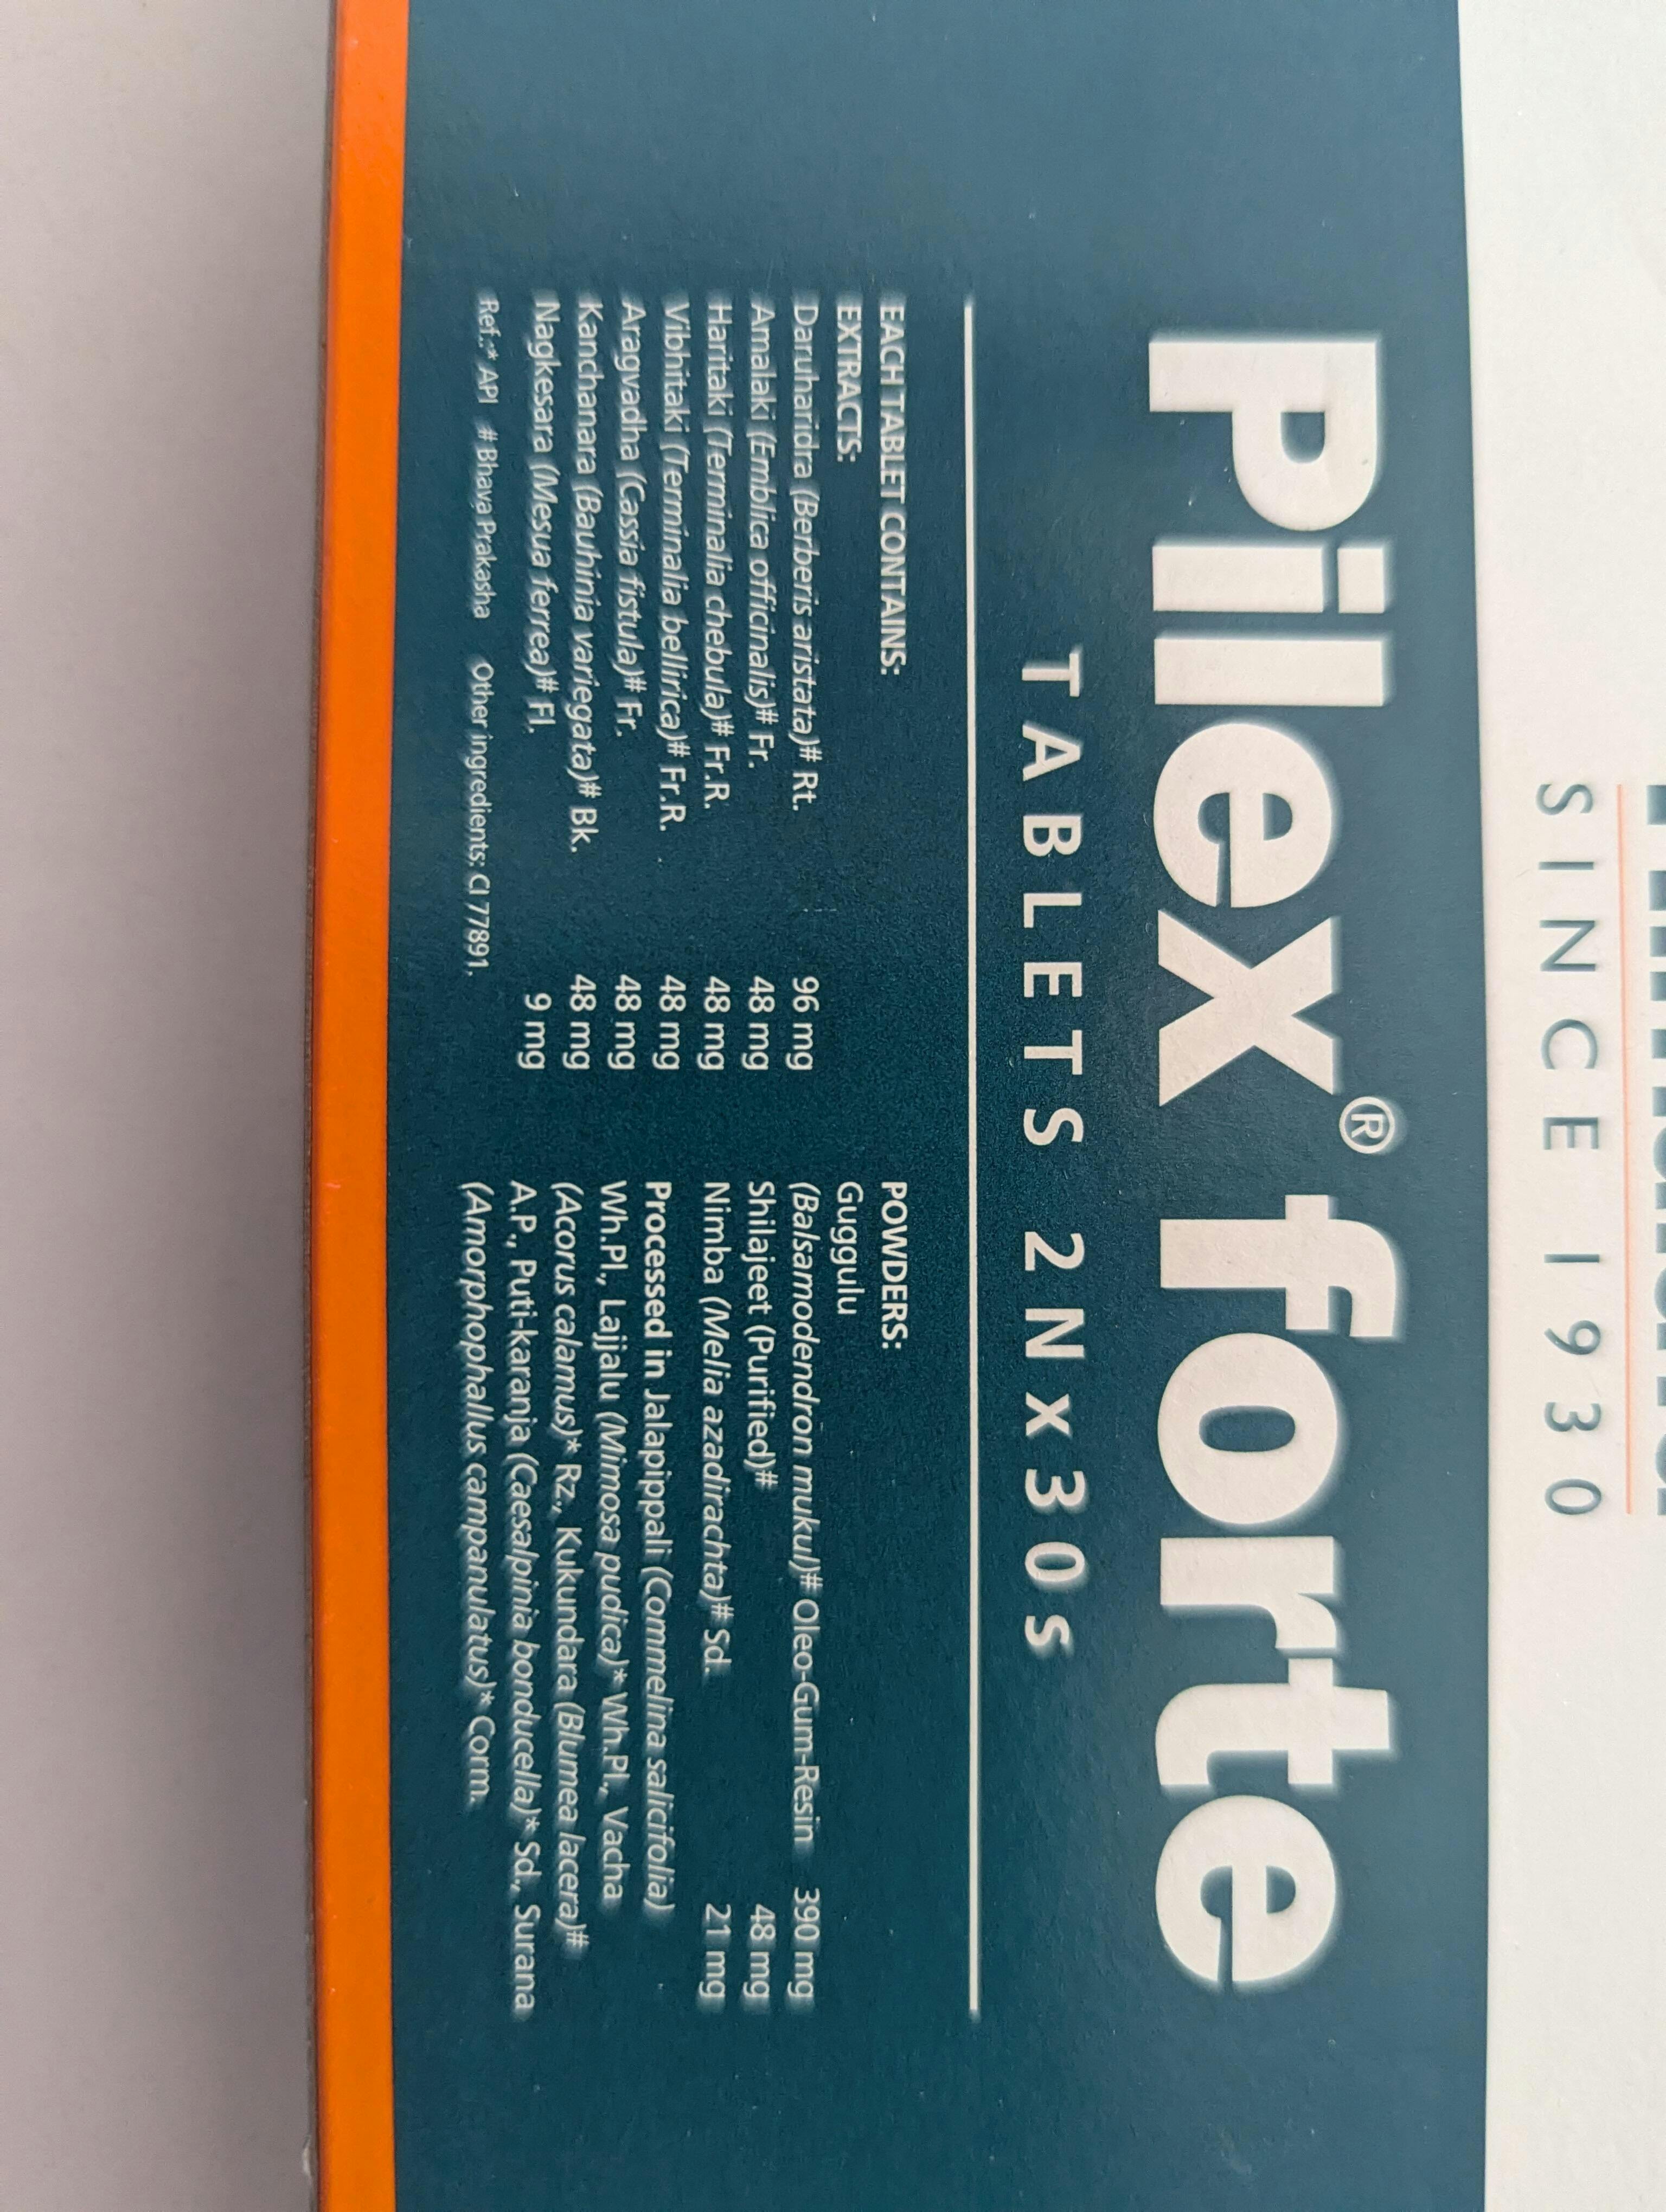 SINCE 1930
Pilex® forte
TABLETS 2Nx30s
EACH TABLET CONTAINS:
EXTRACTS:
Daruharidra (Berberis aristata)# Rt. 96 mg
Amalaki (Emblica officinalis)# Fr. 48 mg
Haritaki (Terminalia chebula)# Fr.R. 48 mg
Vibhitaki (Terminalia bellirica)# Fr.R. 48 mg
Aragvadha (Cassia fistula)# Fr. 48 mg
Kanchanara (Bauhinia variegata)# Bk. 48 mg
Nagkesara (Mesua ferrea)# Fl. 9 mg
Ref.:* API # Bhava Prakasha Other ingredients: CI 77891.
POWDERS:
Guggulu
(Balsamodendron mukul)# Oleo-Gum-Resin 390 mg
Shilajeet (Purified)# 48 mg
Nimba (Melia azadirachta)# Sd. 21 mg
Processed in Jalapippali (Commelina salicifolia)
Wh.Pl., Lajjalu (Mimosa pudica)* Wh.Pl., Vacha
(Acorus calamus)* Rz., Kukundara (Blumea lacera)#
A.P., Puti-karanja (Caesalpinia bonducella)* Sd., Surana
(Amorphophallus campanulatus)* Corm.